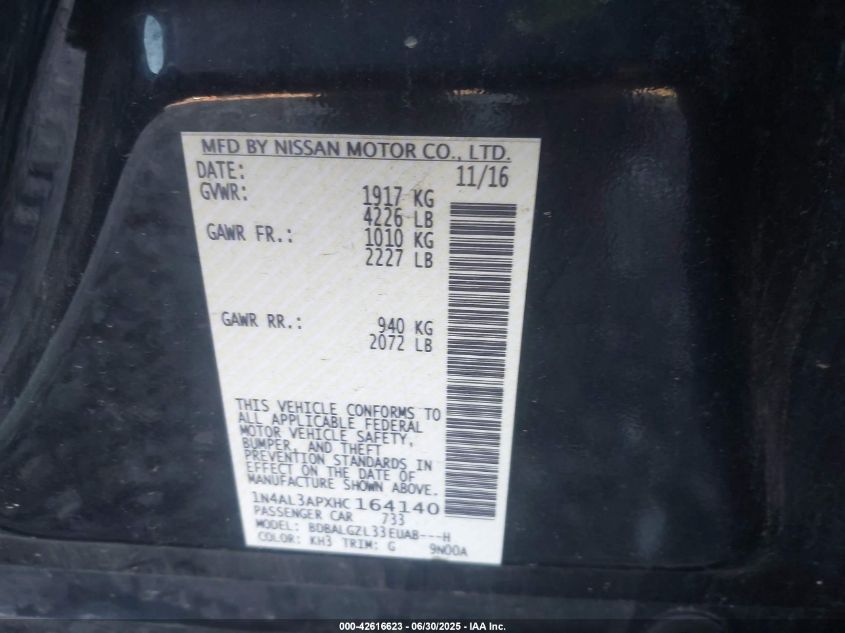 MFD BY NISSAN MOTOR CO., LTD.
DATE: 11/16
GVWR: 1917 KG
4226 LB
GAWR FR.: 1010 KG
2227 LB
GAWR RR.: 940 KG
2072 LB
THIS VEHICLE CONFORMS TO
ALL APPLICABLE FEDERAL
MOTOR VEHICLE SAFETY,
BUMPER, AND THEFT
PREVENTION STANDARDS IN
EFFECT ON THE DATE OF
MANUFACTURE SHOWN ABOVE.
1N4AL3APXHC164140
PASSENGER CAR 733
MODEL: BDBALGZL33EUAB---H
COLOR: KH3 TRIM: G 9N00A
000-42616623 - 06/30/2025 - IAA Inc.